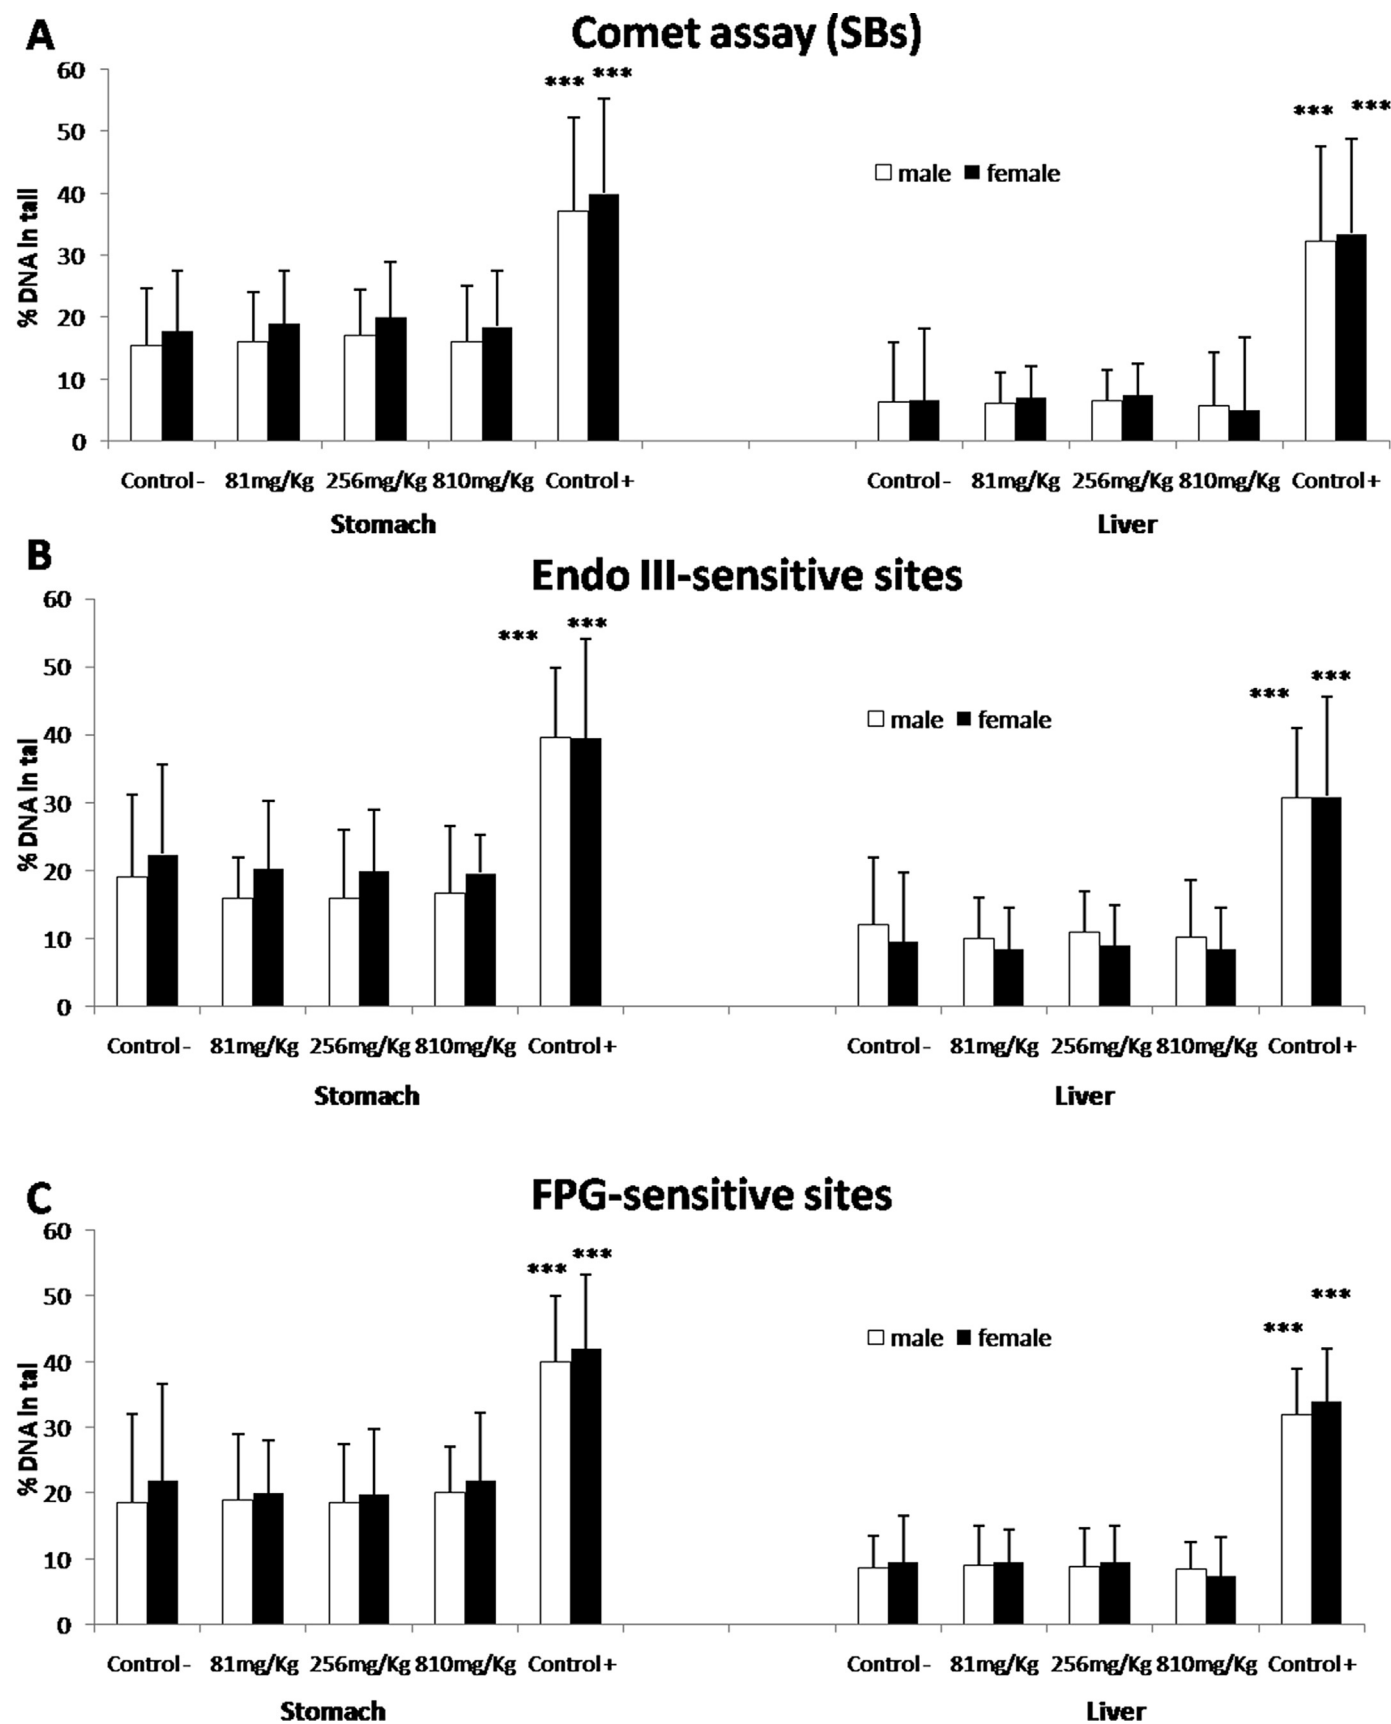 A
Comet assay (SBs)
60
50
40
30
20
10
0
% DNA In tail
*** ***
*** ***
male female
Control - 81mg/Kg 256mg/Kg 810mg/Kg Control +
Control - 81mg/Kg 256mg/Kg 810mg/Kg Control +
Stomach
Liver
B
Endo III-sensitive sites
60
50
40
30
20
10
0
% DNA In tal
*** ***
*** ***
male female
Control - 81mg/Kg 256mg/Kg 810mg/Kg Control +
Control - 81mg/Kg 256mg/Kg 810mg/Kg Control +
Stomach
Liver
C
FPG-sensitive sites
60
50
40
30
20
10
0
% DNA In tal
*** ***
*** ***
male female
Control - 81mg/Kg 256mg/Kg 810mg/Kg Control +
Control - 81mg/Kg 256mg/Kg 810mg/Kg Control +
Stomach
Liver